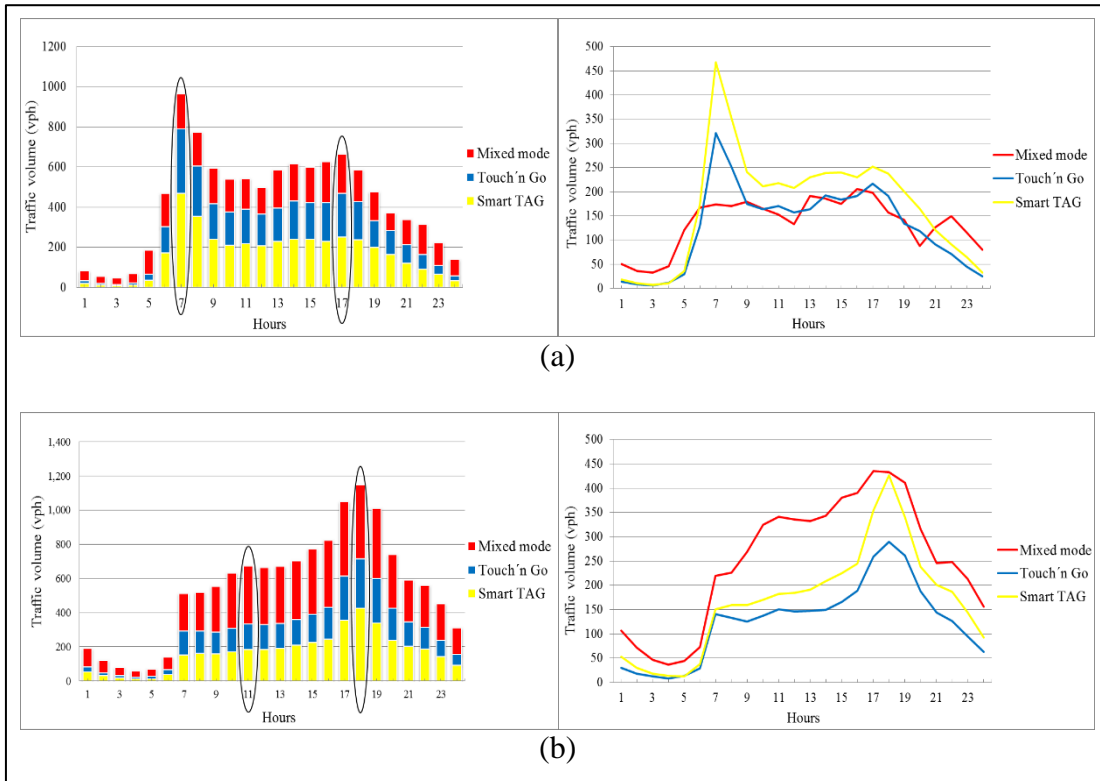 1200
1000
800
600
400
200
0
Traffic volume (vph)
1 3 5 7 9 11 13 15 17 19 21 23
Hours
Mixed mode
Touch´n Go
Smart TAG
500
450
400
350
300
250
200
150
100
50
0
Traffic volume (vph)
1 3 5 7 9 11 13 15 17 19 21 23
Hours
Mixed mode
Touch´n Go
Smart TAG
(a)
1,400
1,200
1,000
800
600
400
200
0
Traffic volume (vph)
1 3 5 7 9 11 13 15 17 19 21 23
Hours
Mixed mode
Touch´n Go
Smart TAG
500
450
400
350
300
250
200
150
100
50
0
Traffic volume (vph)
1 3 5 7 9 11 13 15 17 19 21 23
Hours
Mixed mode
Touch´n Go
Smart TAG
(b)